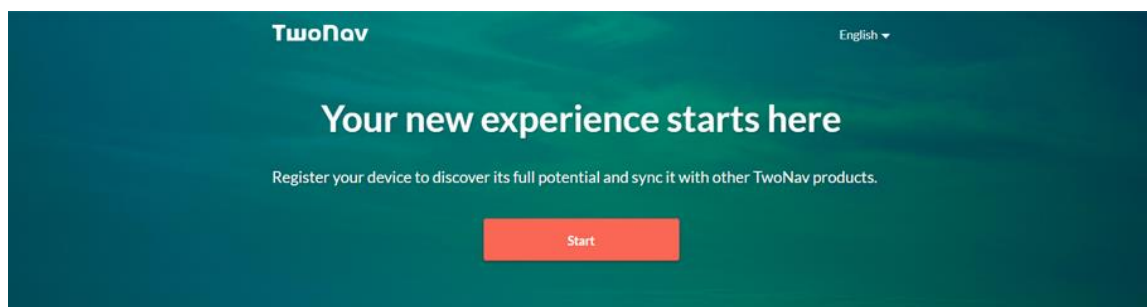 TwoNav
English
Your new experience starts here
Register your device to discover its full potential and sync it with other TwoNav products.
Start